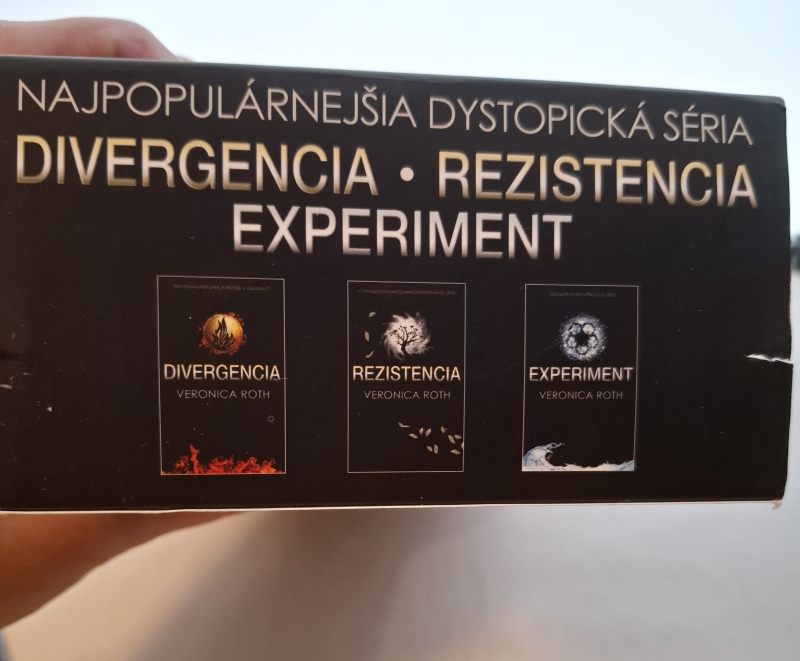 NAJPOPULÁRNEJŠIA DYSTOPICKÁ SÉRIA
DIVERGENCIA • REZISTENCIA
EXPERIMENT
DIVERGENCIA
VERONICA ROTH
REZISTENCIA
VERONICA ROTH
EXPERIMENT
VERONICA ROTH